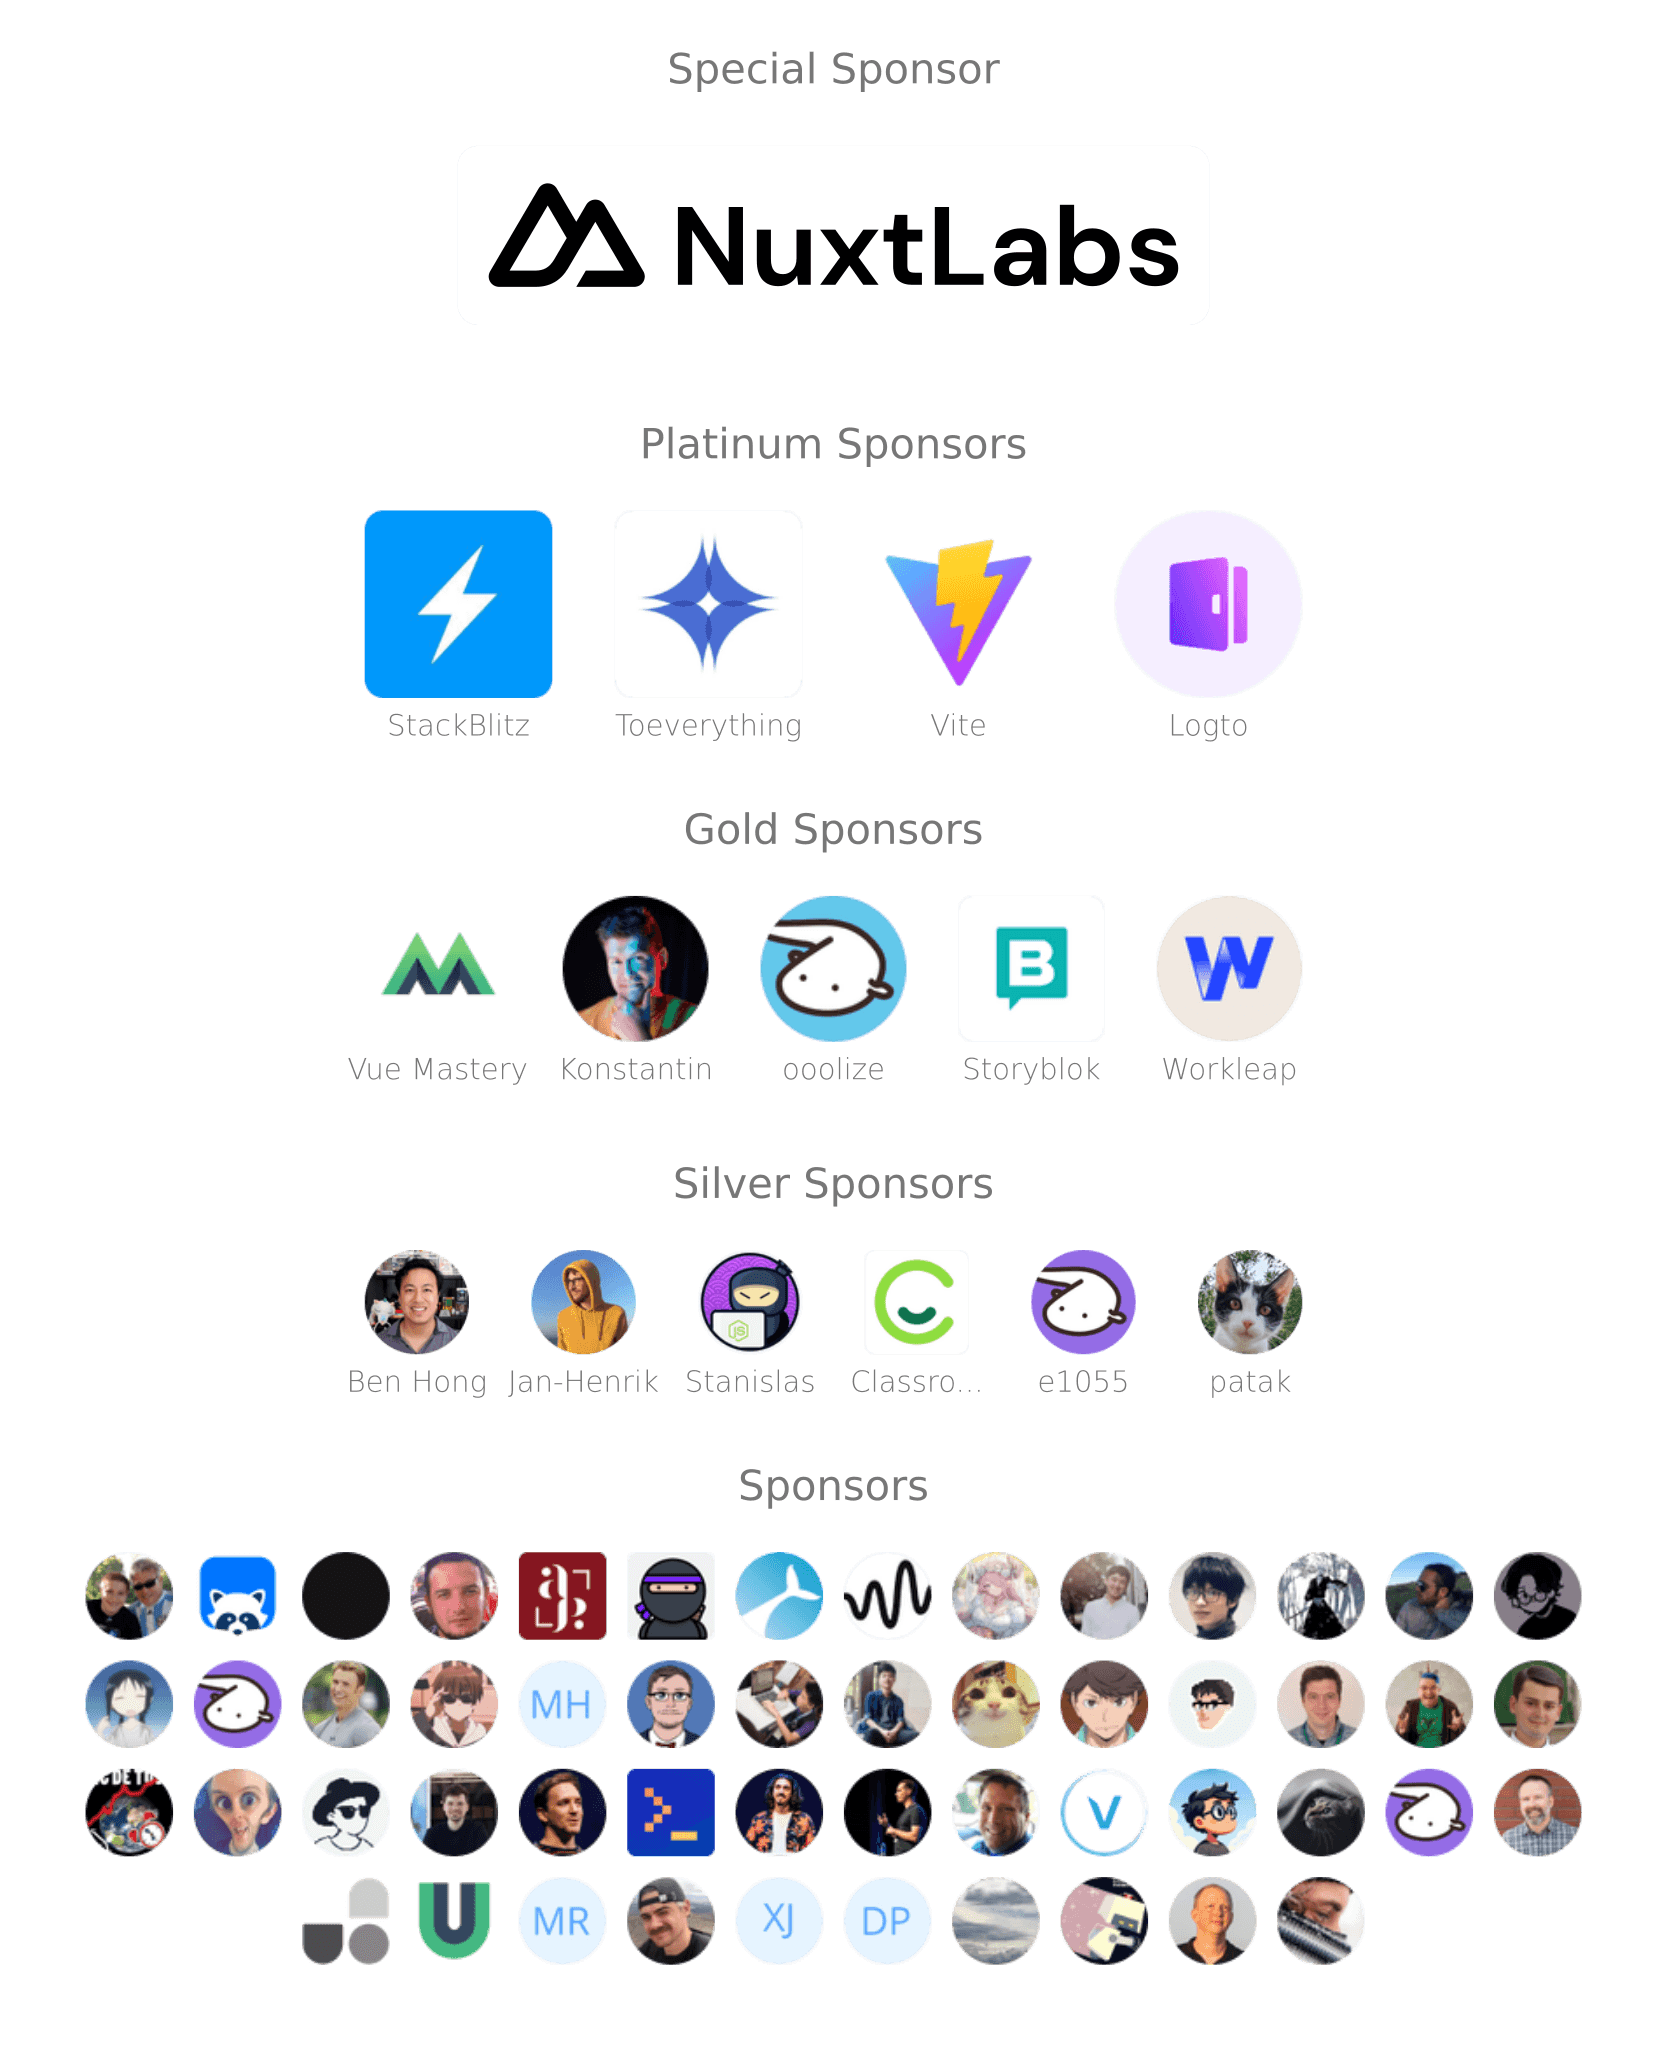 Special Sponsor
NuxtLabs
Platinum Sponsors
StackBlitz Toeverything Vite Logto
Gold Sponsors
Vue Mastery Konstantin ooolize Storyblok Workleap
Silver Sponsors
JS
Ben Hong Jan-Henrik Stanislas Classro... e1055 patak
Sponsors
MH
MR XJ DP